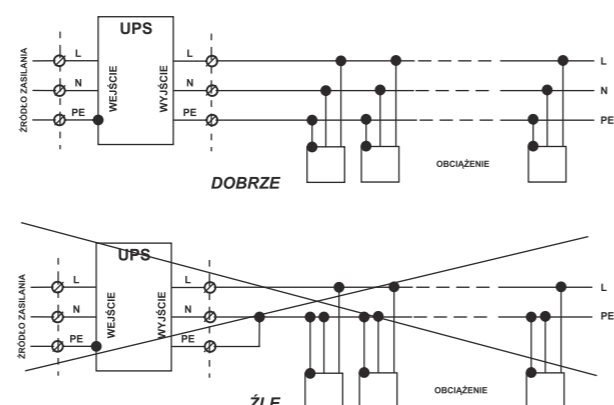 UPS
ŹRÓDŁO ZASILANIA
L
N
PE
WEJŚCIE
WYJŚCIE
L
N
PE
L
N
PE
OBCIĄŻENIE
DOBRZE
UPS
ŹRÓDŁO ZASILANIA
L
N
PE
WEJŚCIE
WYJŚCIE
L
N
PE
L
PE
OBCIĄŻENIE
ŹLE